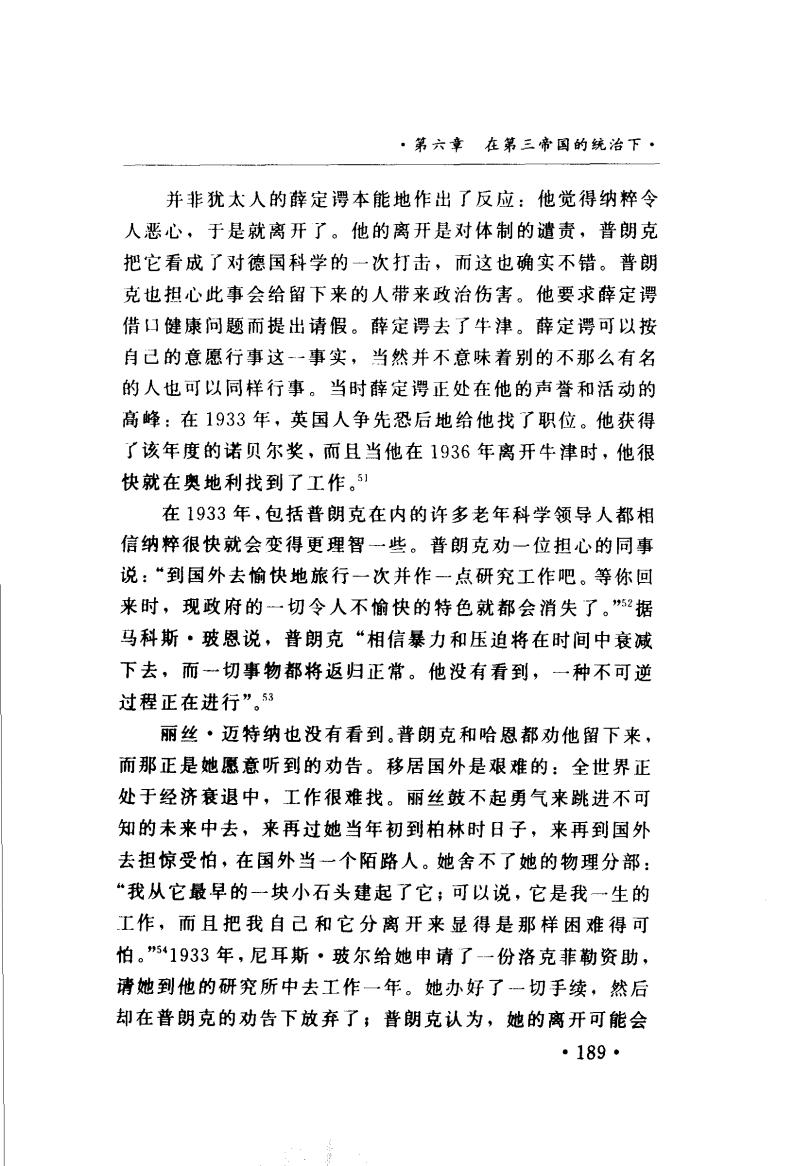 ·第六章 在第三帝国的统治下·
并非犹太人的薛定谔本能地作出了反应：他觉得纳粹令
人恶心，于是就离开了。他的离开是对体制的谴责，普朗克
把它看成了对德国科学的一次打击，而这也确实不错。普朗
克也担心此事会给留下来的人带来政治伤害。他要求薛定谔
借口健康问题而提出请假。薛定谔去了牛津。薛定谔可以按
自己的意愿行事这一事实，当然并不意味着别的不那么有名
的人也可以同样行事。当时薛定谔正处在他的声誉和活动的
高峰：在1933年，英国人争先恐后地给他找了职位。他获得
了该年度的诺贝尔奖，而且当他在1936年离开牛津时，他很
快就在奥地利找到了工作。51
在1933年，包括普朗克在内的许多老年科学领导人都相
信纳粹很快就会变得更理智一些。普朗克劝一位担心的同事
说：“到国外去愉快地旅行一次并作一点研究工作吧。等你回
来时，现政府的一切令人不愉快的特色就都会消失了。”52据
马科斯·玻恩说，普朗克“相信暴力和压迫将在时间中衰减
下去，而一切事物都将返归正常。他没有看到，一种不可逆
过程正在进行”。53
丽丝·迈特纳也没有看到。普朗克和哈恩都劝他留下来，
而那正是她愿意听到的劝告。移居国外是艰难的：全世界正
处于经济衰退中，工作很难找。丽丝鼓不起勇气来跳进不可
知的未来中去，来再过她当年初到柏林时日子，来再到国外
去担惊受怕，在国外当一个陌路人。她舍不了她的物理分部：
“我从它最早的一块小石头建起了它；可以说，它是我一生的
工作，而且把我自己和它分离开来显得是那样困难得可
怕。”541933年，尼耳斯·玻尔给她申请了一份洛克菲勒资助，
请她到他的研究所中去工作一年。她办好了一切手续，然后
却在普朗克的劝告下放弃了；普朗克认为，她的离开可能会
·189·